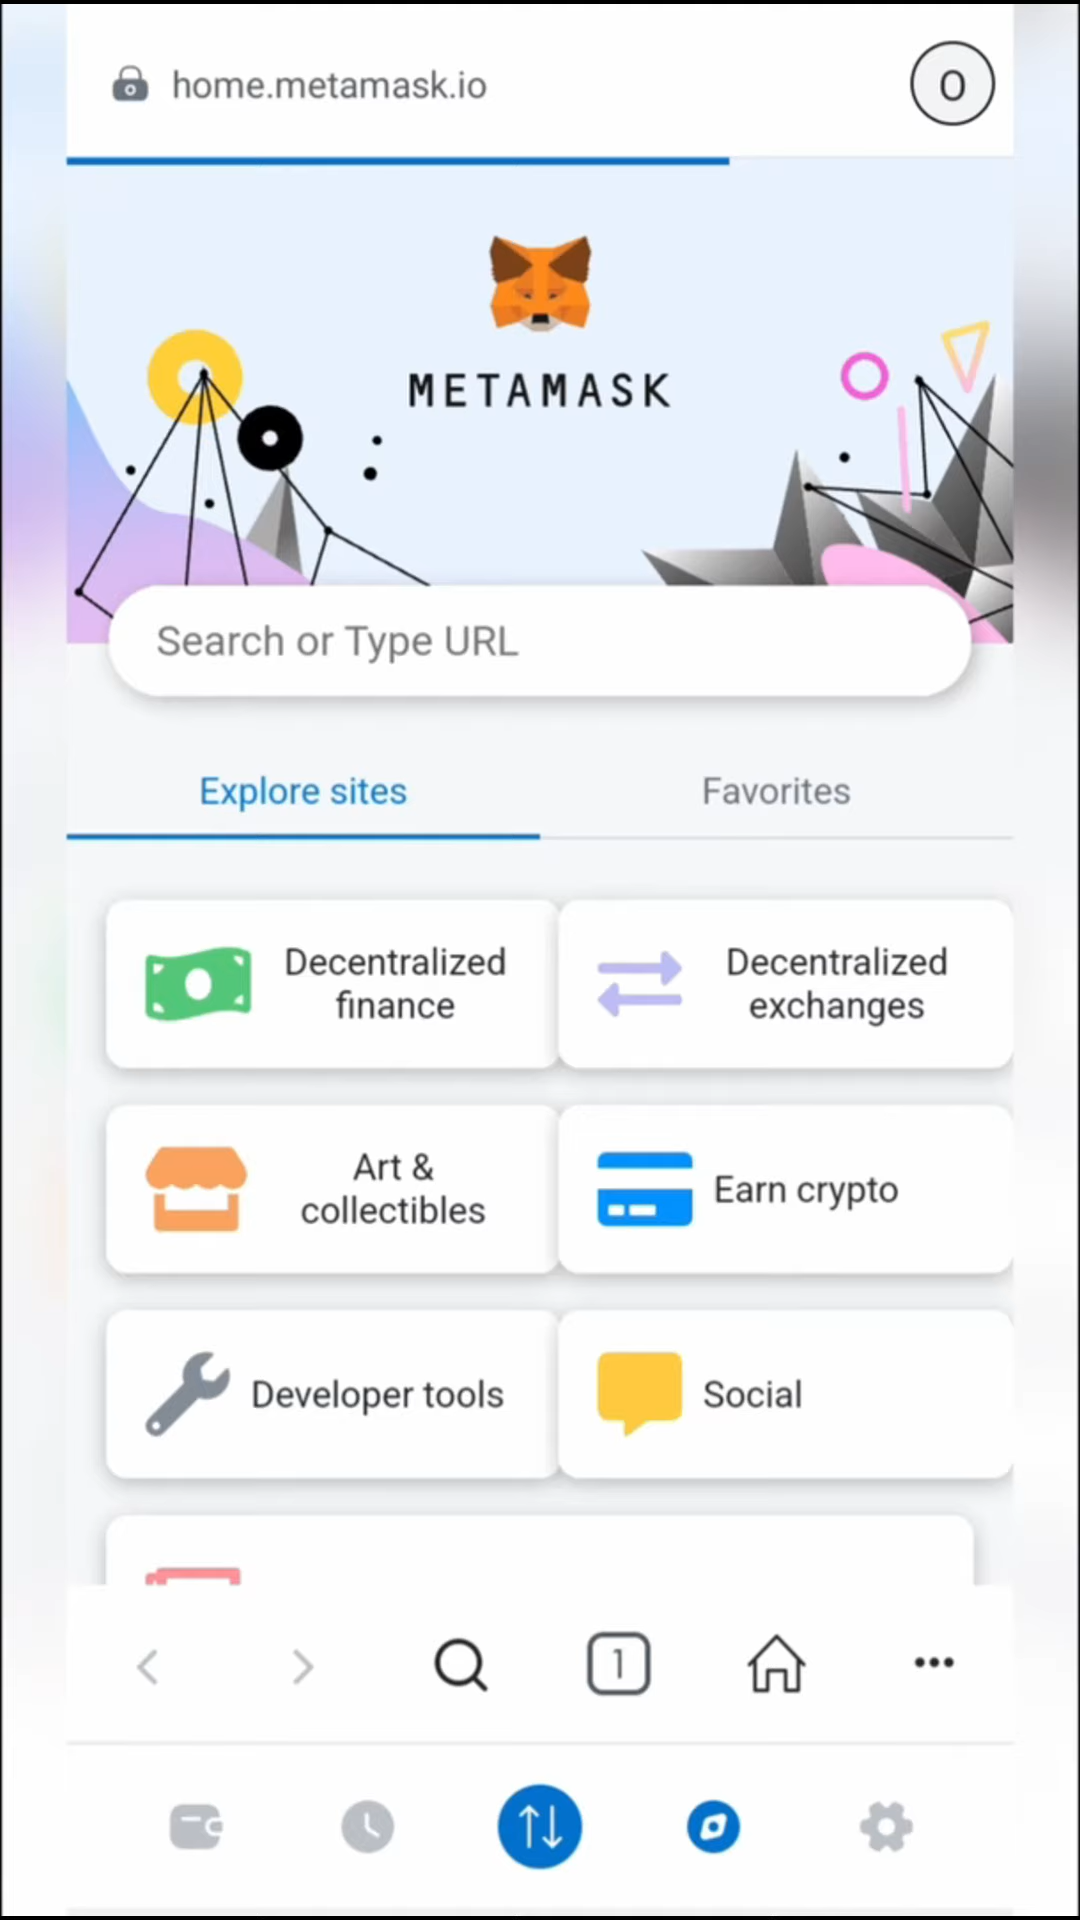 home.metamask.io
O
METAMASK
Search or Type URL
Explore sites
Favorites
Decentralized
finance
Decentralized
exchanges
Art &
collectibles
Earn crypto
Developer tools
Social
1